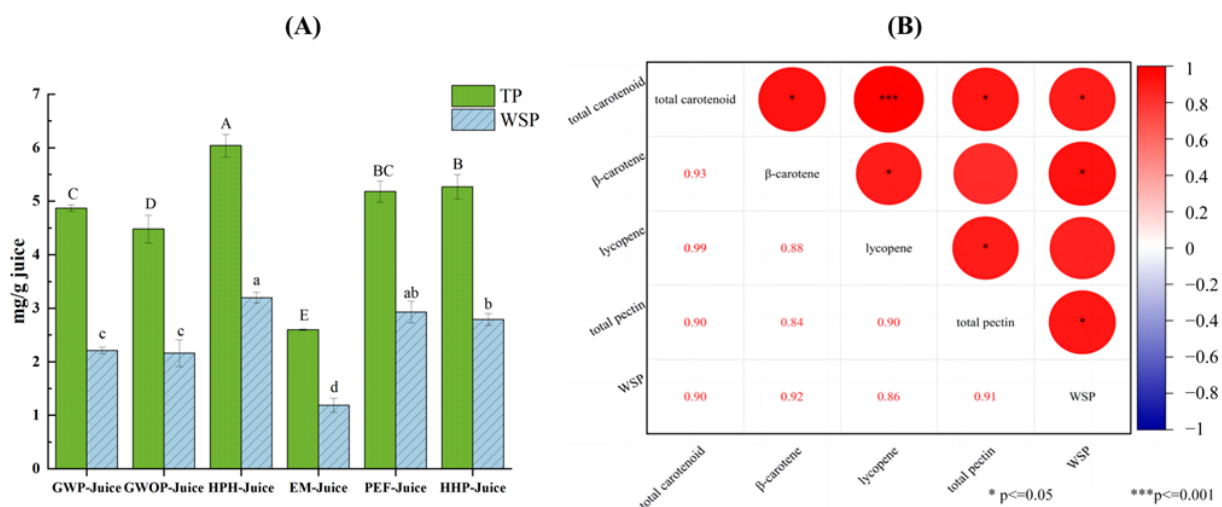 (A)
(B)
TP
WSP
7
6
5
4
3
2
1
0
mg/g juice
C
c
D
c
A
a
E
d
BC
ab
B
b
GWP-Juice GWOP-Juice HPH-Juice EM-Juice PEF-Juice HHP-Juice
total carotenoid
β-carotene
lycopene
total pectin
WSP
total carotenoid * *** * *
0.93 β-carotene * *
0.99 0.88 lycopene *
0.90 0.84 0.90 total pectin *
0.90 0.92 0.86 0.91 WSP
total carotenoid
β-carotene
lycopene
total pectin
WSP
1
0.8
0.6
0.4
0.2
0
−0.2
−0.4
−0.6
−0.8
−1
* p<=0.05 ***p<=0.001